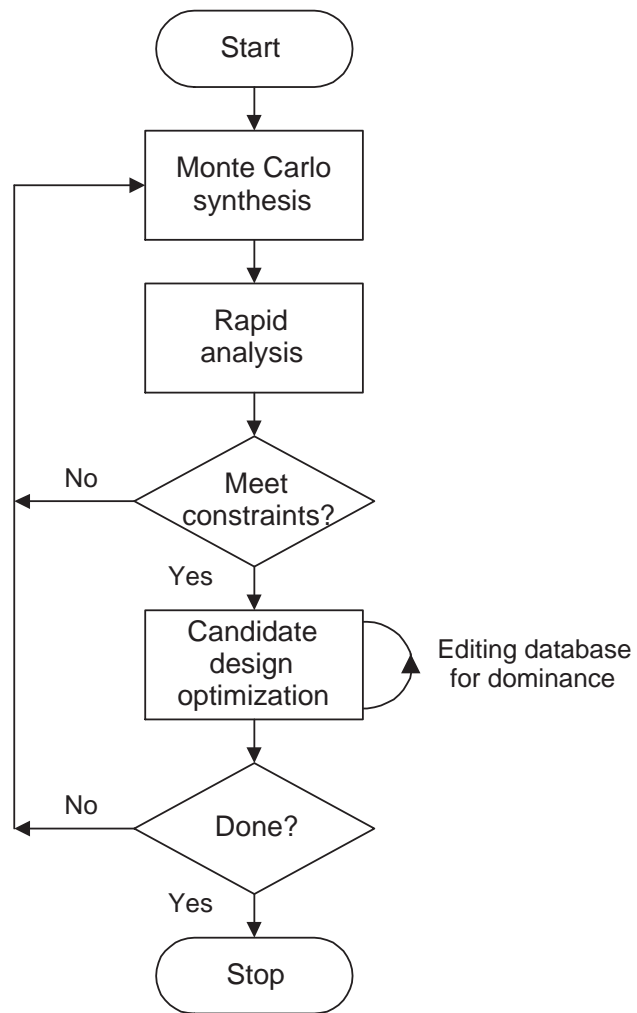 Start
Monte Carlo
synthesis
Rapid
analysis
No
Meet
constraints?
Yes
Candidate
design
optimization
Editing database
for dominance
No
Done?
Yes
Stop